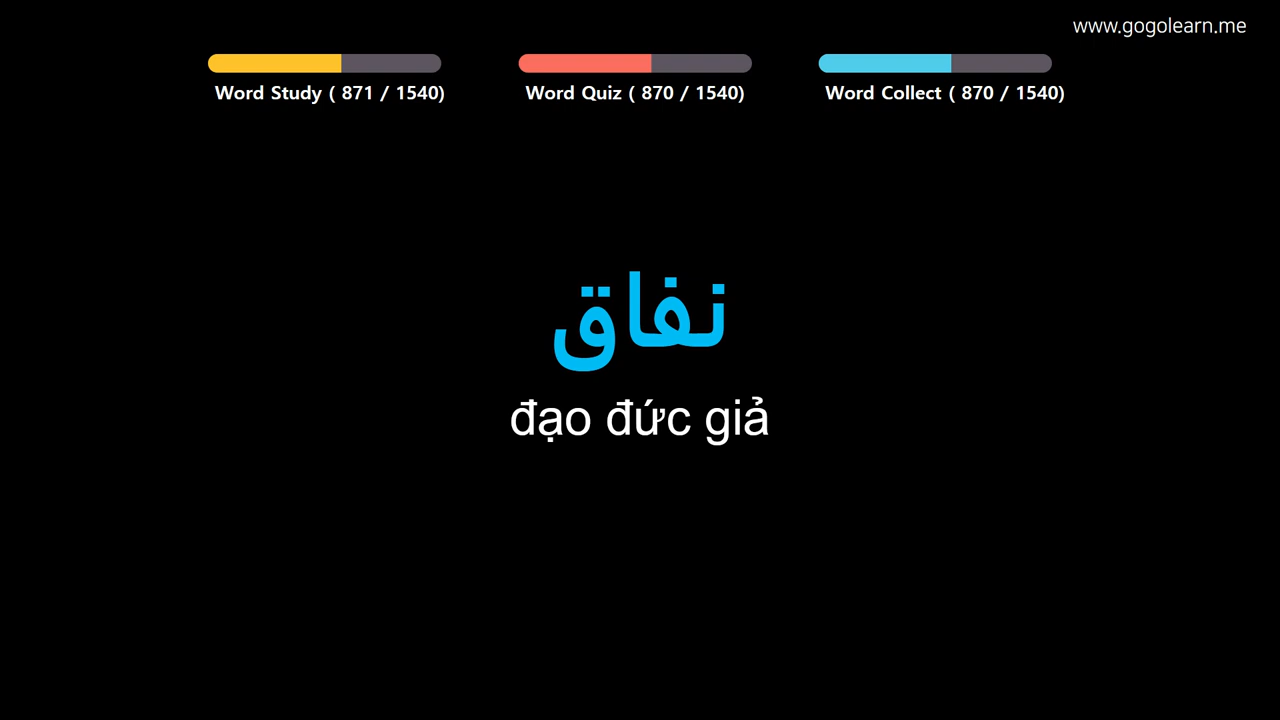 www.gogolearn.me
Word Study ( 871 / 1540)
Word Quiz ( 870 / 1540)
Word Collect ( 870 / 1540)
نفاق
đạo đức giả